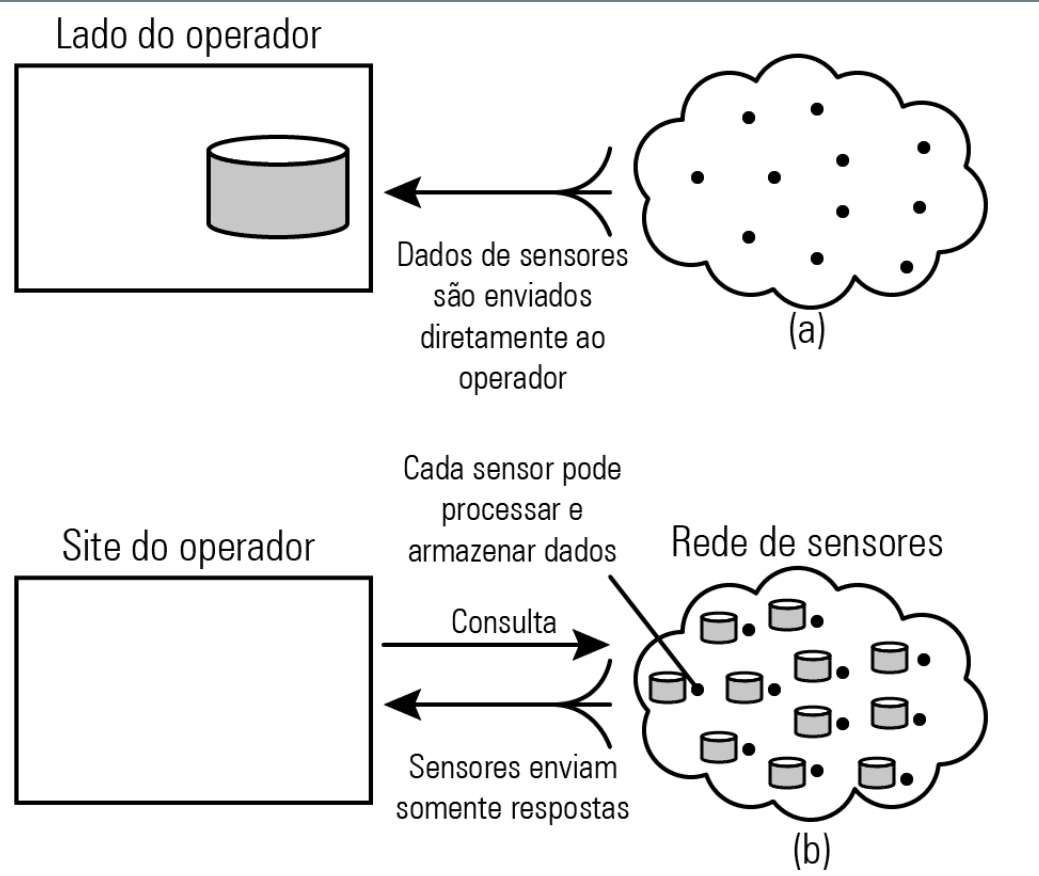 Lado do operador
Dados de sensores
são enviados
diretamente ao
operador
(a)
Cada sensor pode
processar e
armazenar dados
Site do operador
Rede de sensores
Consulta
Sensores enviam
somente respostas
(b)